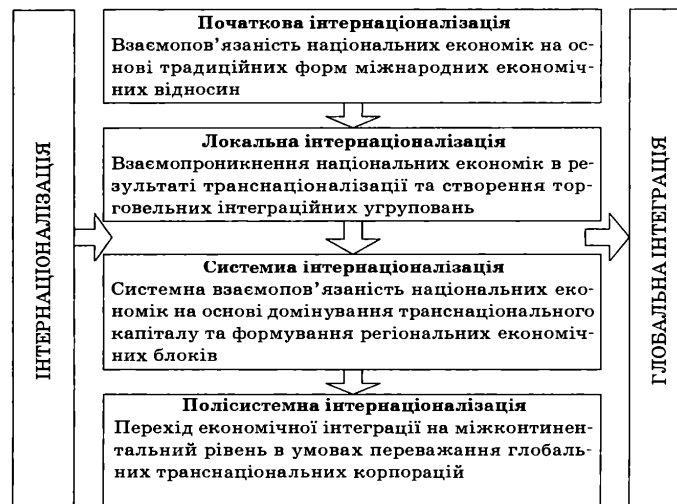 ІНТЕРНАЦІОНАЛІЗАЦІЯ
Початкова інтернаціоналізація
Взаємопов’язаність національних економік на ос-
нові традиційних форм міжнародних економіч-
них відносин
Локальна інтернаціоналізація
Взаємопроникнення національних економік в ре-
зультаті транснаціоналізації та створення тор-
говельних інтеграційних угруповань
Системиа інтернаціоналізація
Системна взаємопов’язаність національних еко-
номік на основі домінування транснаціонального
капіталу та формування регіональних економіч-
них блоків
Полісистемна інтернаціоналізація
Перехід економічної інтеграції на міжконтинен-
тальний рівень в умовах переважання глобаль-
них транснаціональних корпорацій
ГЛОБАЛЬНА ІНТЕГРАЦІЯ